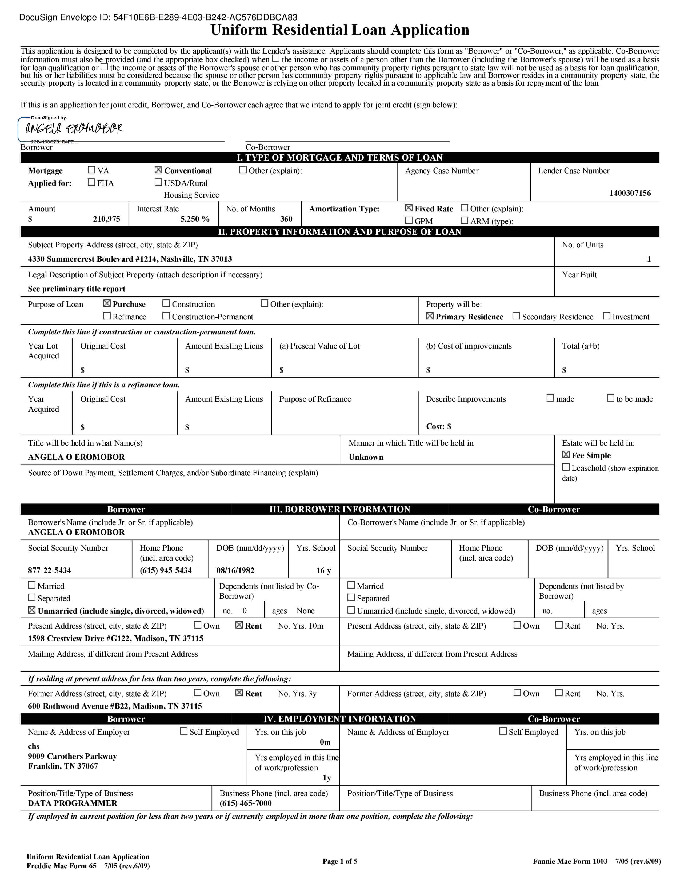 DocuSign Envelope ID: 54F10E6B-E289-4E03-B242-AC576DDBCA83
Uniform Residential Loan Application
This application is designed to be completed by the applicant(s) with the Lender's assistance. Applicants should complete this form as "Borrower" or "Co-Borrower," as applicable. Co-Borrower
information must also be provided (and the appropriate box checked) when ☐ the income or assets of a person other than the Borrower (including the Borrower's spouse) will be used as a basis
for loan qualification or ☐ the income or assets of the Borrower's spouse or other person who has community property rights pursuant to state law will not be used as a basis for loan qualification,
but his or her liabilities must be considered because the spouse or other person has community property rights pursuant to applicable law and Borrower resides in a community property state, the
security property is located in a community property state, or the Borrower is relying on other property located in a community property state as a basis for repayment of the loan
If this is an application for joint credit, Borrower, and Co-Borrower each agree that we intend to apply for joint credit (sign below):
DocuSigned by:
ANGELA EROMOBOR
Borrower Co-Borrower
I. TYPE OF MORTGAGE AND TERMS OF LOAN
Mortgage ☐ VA ☒ Conventional ☐ Other (explain): Agency Case Number Lender Case Number
Applied for: ☐ FHA ☐ USDA/Rural
Housing Service 1400307156
Amount Interest Rate No. of Months Amortization Type: ☒ Fixed Rate ☐ Other (explain):
$ 210,975 5.250 % 360 ☐ GPM ☐ ARM (type):
II. PROPERTY INFORMATION AND PURPOSE OF LOAN
Subject Property Address (street, city, state & ZIP) No. of Units
4330 Summercrest Boulevard #1214, Nashville, TN 37013 1
Legal Description of Subject Property (attach description if necessary) Year Built
See preliminary title report
Purpose of Loan ☒ Purchase ☐ Construction ☐ Other (explain): Property will be:
☐ Refinance ☐ Construction-Permanent ☒ Primary Residence ☐ Secondary Residence ☐ Investment
Complete this line if construction or construction-permanent loan.
Year Lot Original Cost Amount Existing Liens (a) Present Value of Lot (b) Cost of improvements Total (a+b)
Acquired
$ $ $ $ $
Complete this line if this is a refinance loan.
Year Original Cost Amount Existing Liens Purpose of Refinance Describe Improvements ☐ made ☐ to be made
Acquired
$ $ Cost: $
Title will be held in what Name(s) Manner in which Title will be held in Estate will be held in:
ANGELA O EROMOBOR Unknown ☒ Fee Simple
Source of Down Payment, Settlement Charges, and/or Subordinate Financing (explain) ☐ Leasehold (show expiration
date)
Borrower III. BORROWER INFORMATION Co-Borrower
Borrower's Name (include Jr. or Sr. if applicable) Co-Borrower's Name (include Jr. or Sr. if applicable)
ANGELA O EROMOBOR
Social Security Number Home Phone DOB (mm/dd/yyyy) Yrs. School Social Security Number Home Phone DOB (mm/dd/yyyy) Yrs. School
(incl. area code) (incl. area code)
877-22-5434 (615) 945-5434 08/16/1982 16 y
☐ Married Dependents (not listed by Co- ☐ Married Dependents (not listed by
☐ Separated Borrower) ☐ Separated Borrower)
☒ Unmarried (include single, divorced, widowed) no. 0 ages None ☐ Unmarried (include single, divorced, widowed) no. ages
Present Address (street, city, state & ZIP) ☐ Own ☒ Rent No. Yrs. 10m Present Address (street, city, state & ZIP) ☐ Own ☐ Rent No. Yrs.
1598 Crestview Drive #G122, Madison, TN 37115
Mailing Address, if different from Present Address Mailing Address, if different from Present Address
If residing at present address for less than two years, complete the following:
Former Address (street, city, state & ZIP) ☐ Own ☒ Rent No. Yrs. 3y Former Address (street, city, state & ZIP) ☐ Own ☐ Rent No. Yrs.
600 Rothwood Avenue #B22, Madison, TN 37115
Borrower IV. EMPLOYMENT INFORMATION Co-Borrower
Name & Address of Employer ☐ Self Employed Yrs. on this job Name & Address of Employer ☐ Self Employed Yrs. on this job
chs 0m
9009 Carothers Parkway Yrs employed in this line Yrs employed in this line
Franklin, TN 37067 of work/profession of work/profession
1y
Position/Title/Type of Business Business Phone (incl. area code) Position/Title/Type of Business Business Phone (incl. area code)
DATA PROGRAMMER (615) 465-7000
If employed in current position for less than two years or if currently employed in more than one position, complete the following:
Uniform Residential Loan Application
Freddie Mac Form 65 7/05 (rev.6/09) Page 1 of 5 Fannie Mae Form 1003 7/05 (rev.6/09)